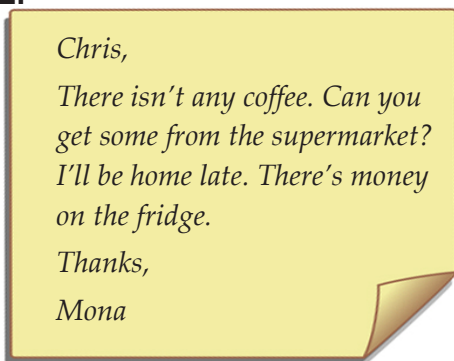 Chris,
There isn't any coffee. Can you
get some from the supermarket?
I'll be home late. There's money
on the fridge.
Thanks,
Mona